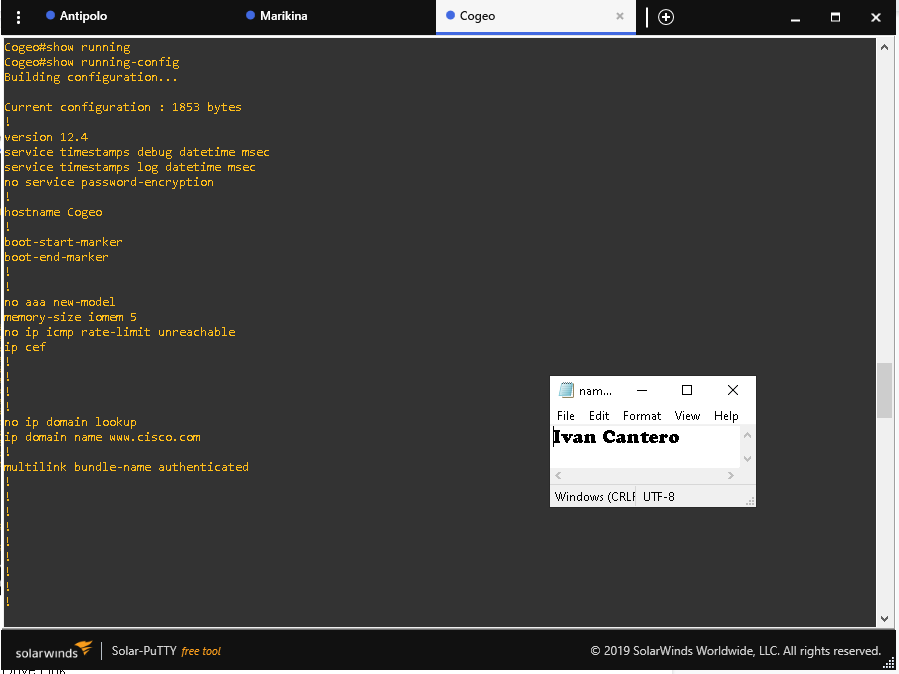 Antipolo
Marikina
Cogeo
Cogeo#show running
Cogeo#show running-config
Building configuration...
Current configuration : 1853 bytes
!
version 12.4
service timestamps debug datetime msec
service timestamps log datetime msec
no service password-encryption
!
hostname Cogeo
!
boot-start-marker
boot-end-marker
!
!
no aaa new-model
memory-size iomem 5
no ip icmp rate-limit unreachable
ip cef
!
!
!
!
no ip domain lookup
ip domain name www.cisco.com
!
multilink bundle-name authenticated
!
!
!
!
!
!
!
!
!
nam...
File Edit Format View Help
Ivan Cantero
Windows (CRLF UTF-8
solarwinds
Solar-PuTTY free tool
© 2019 SolarWinds Worldwide, LLC. All rights reserved.